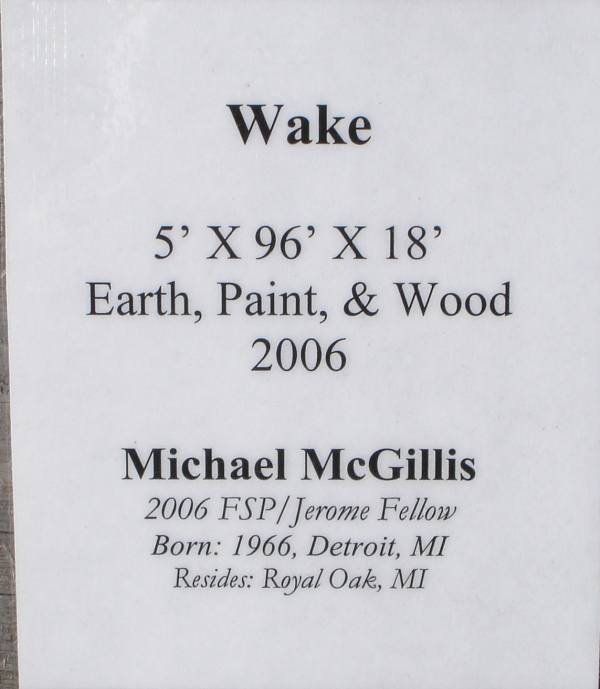 Wake
5’ X 96’ X 18’
Earth, Paint, & Wood
2006
Michael McGillis
2006 FSP/Jerome Fellow
Born: 1966, Detroit, MI
Resides: Royal Oak, MI